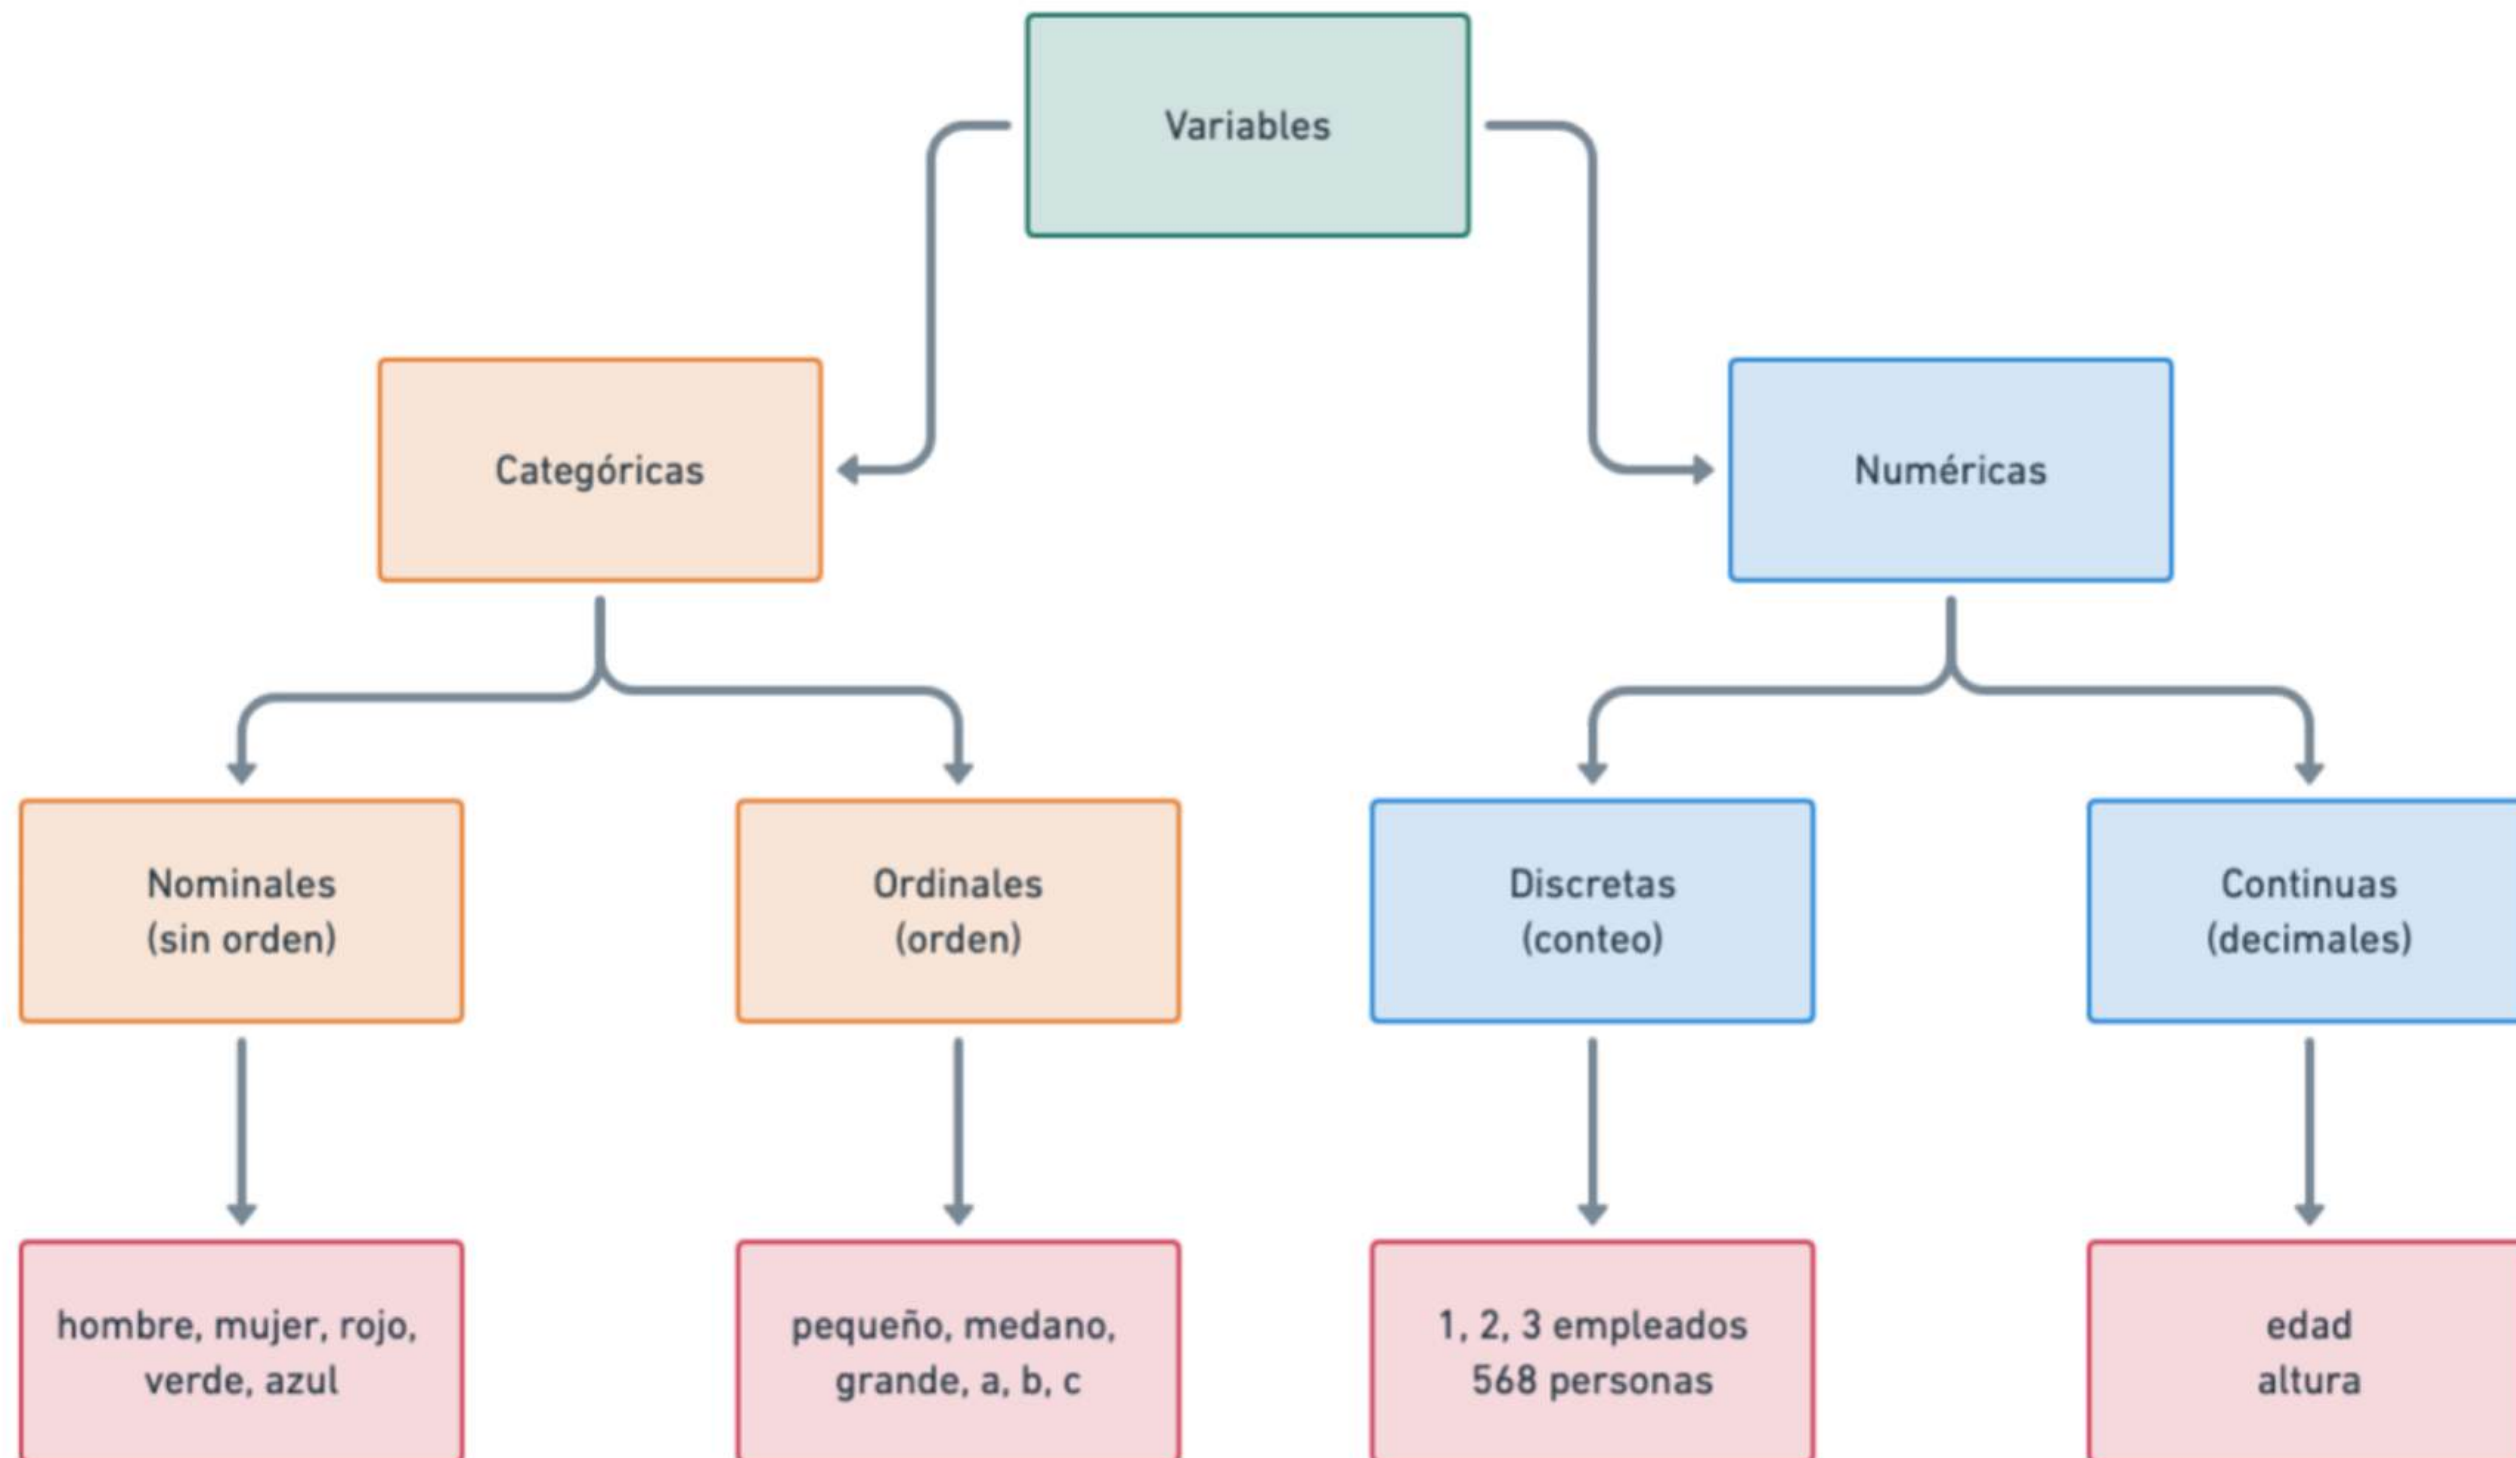 Variables
Categóricas
Numéricas
Nominales
(sin orden)
Ordinales
(orden)
Discretas
(conteo)
Continuas
(decimales)
hombre, mujer, rojo,
verde, azul
pequeño, medano,
grande, a, b, c
1, 2, 3 empleados
568 personas
edad
altura